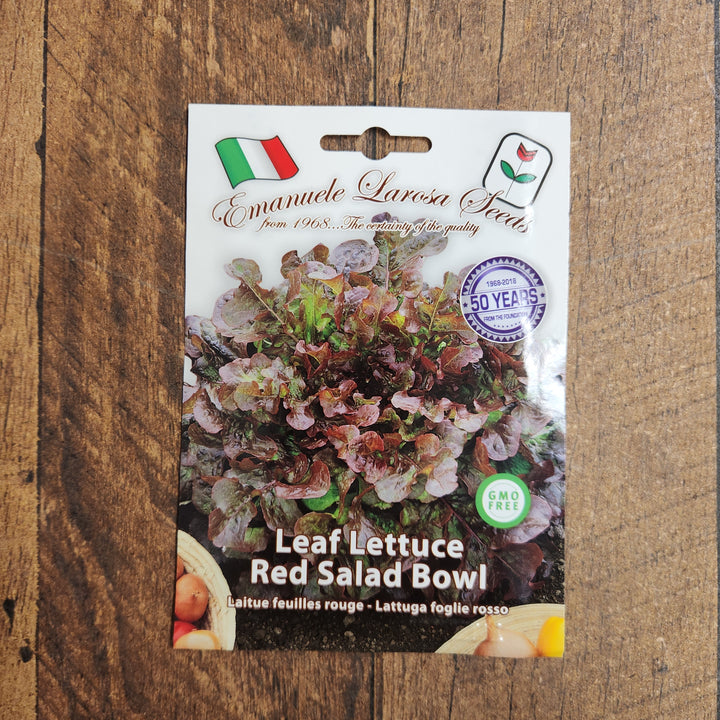 Emanuele Larosa Seeds
from 1968...The certainty of the quality
1968-2018
50 YEARS
FROM THE FOUNDATION
GMO
FREE
Leaf Lettuce
Red Salad Bowl
Laitue feuilles rouge - Lattuga foglie rosso